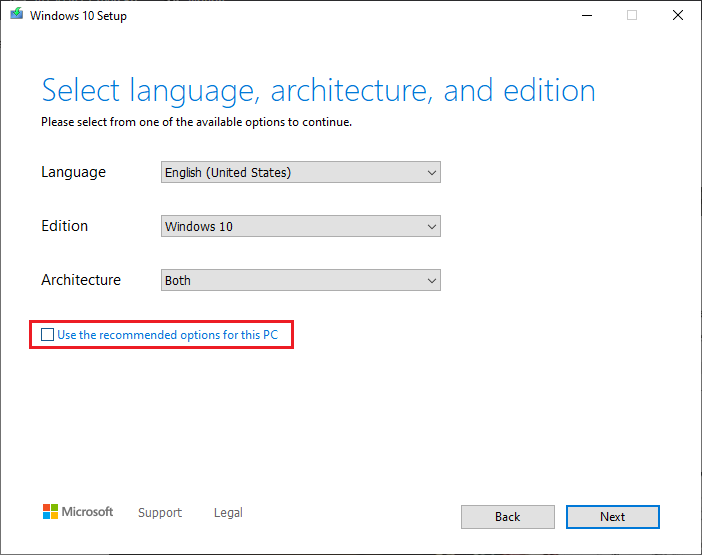 Windows 10 Setup
Select language, architecture, and edition
Please select from one of the available options to continue.
Language English (United States)
Edition Windows 10
Architecture Both
Use the recommended options for this PC
Microsoft Support Legal Back Next